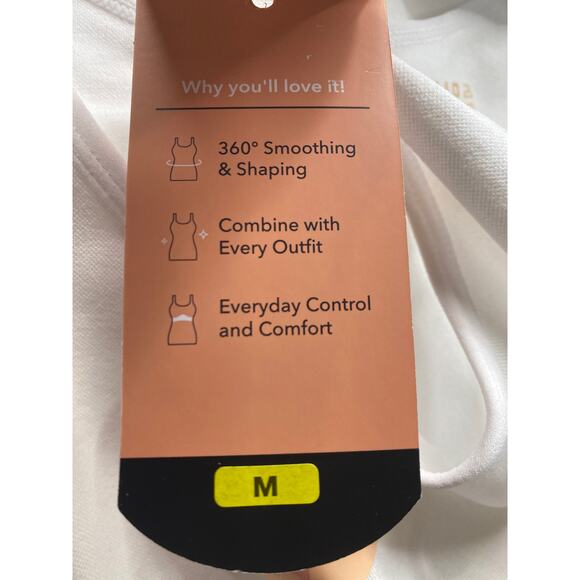 Why you'll love it!
360° Smoothing
& Shaping
Combine with
Every Outfit
Everyday Control
and Comfort
M